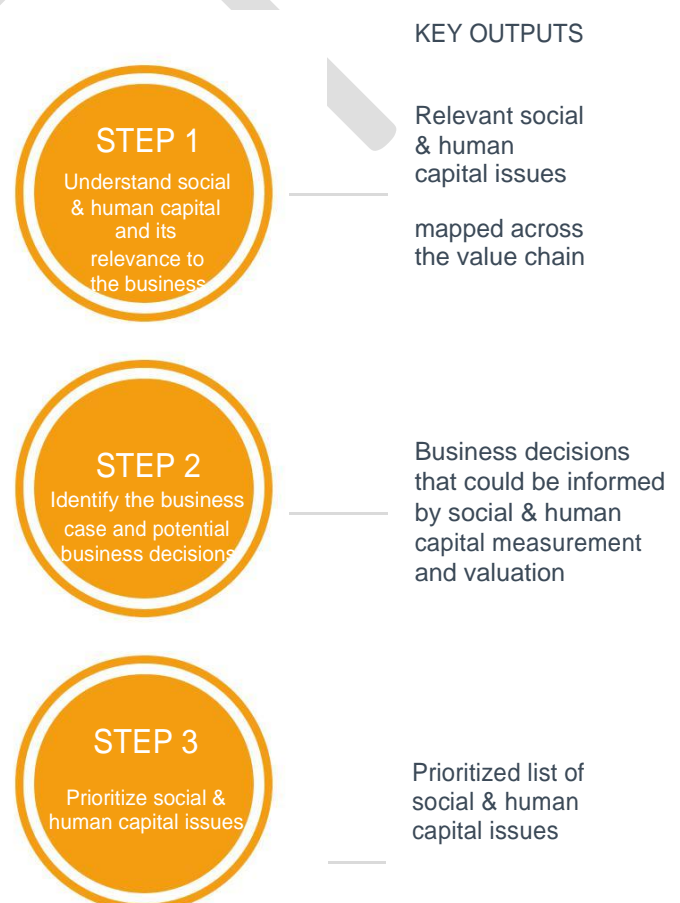 KEY OUTPUTS
STEP 1
Understand social
& human capital
and its
relevance to
the business
Relevant social
& human
capital issues
mapped across
the value chain
STEP 2
Identify the business
case and potential
business decisions
Business decisions
that could be informed
by social & human
capital measurement
and valuation
STEP 3
Prioritize social &
human capital issues
Prioritized list of
social & human
capital issues